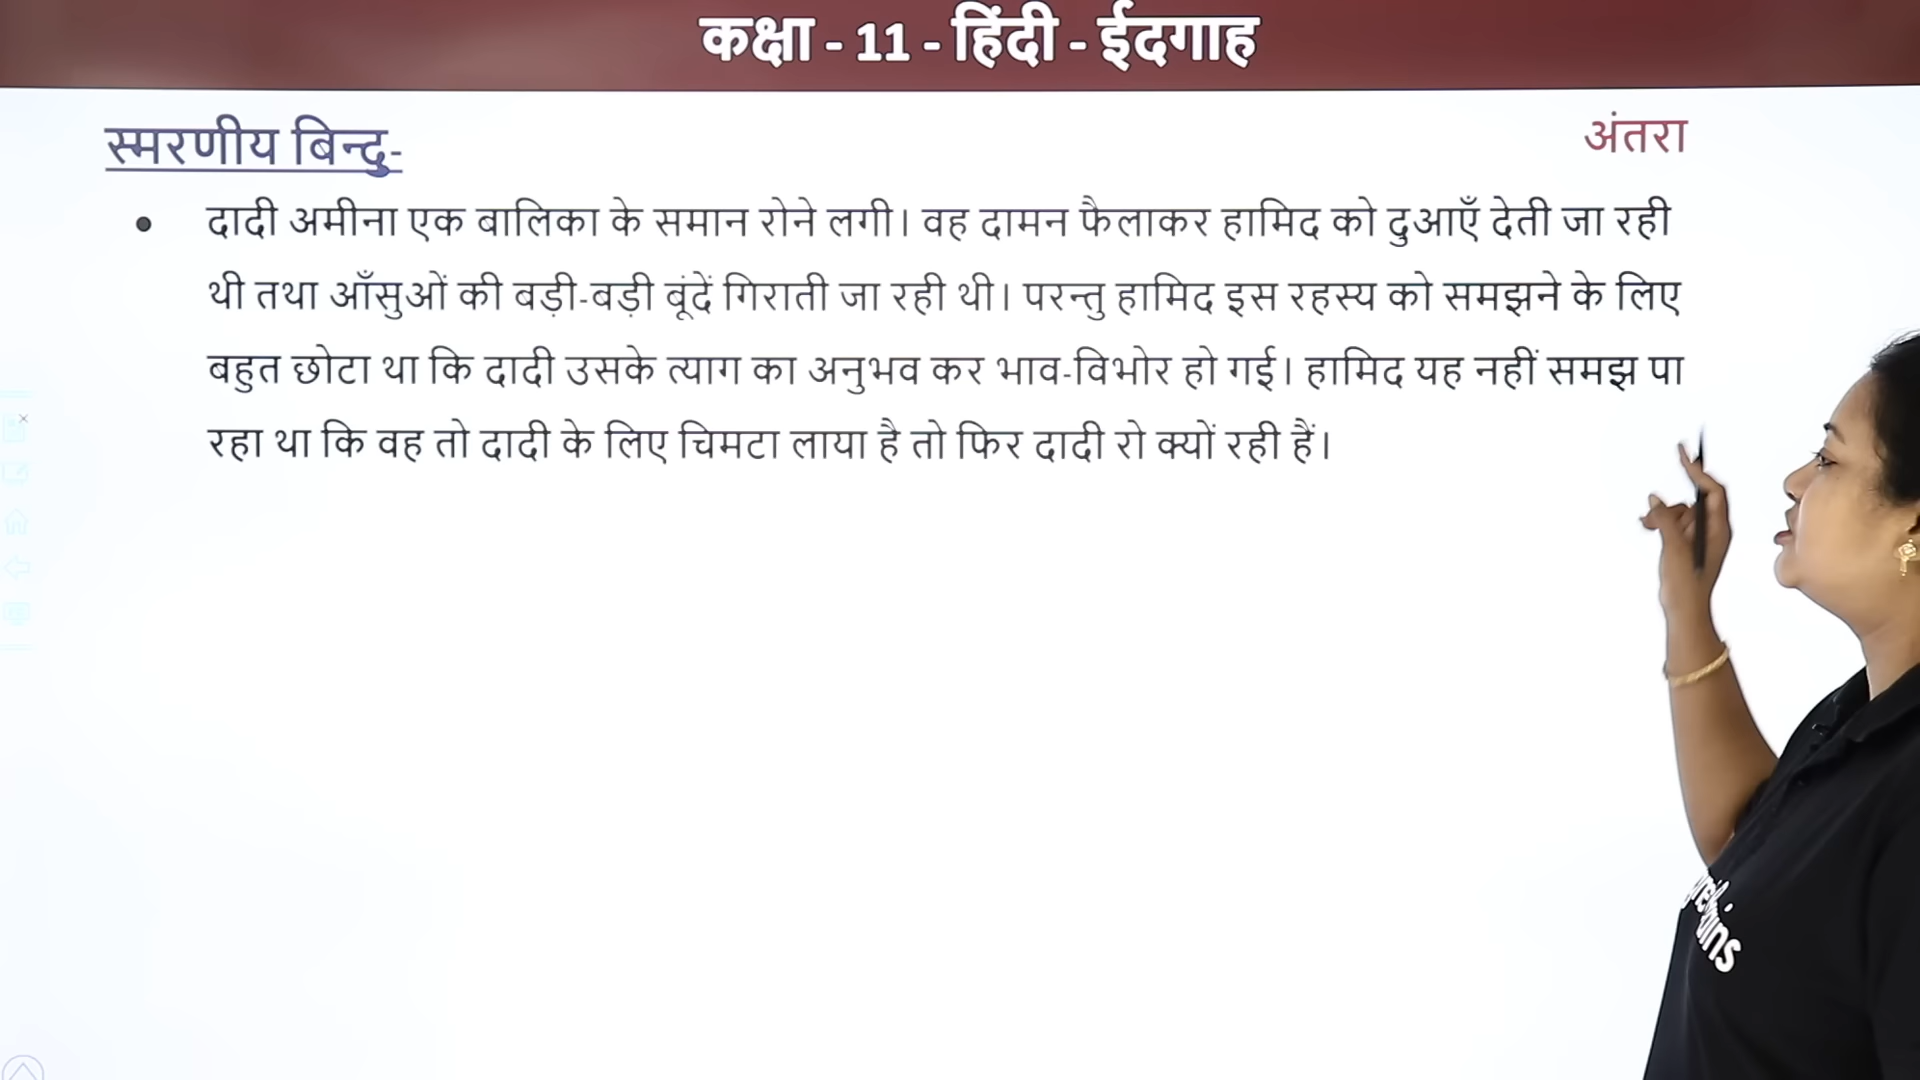 कक्षा - 11 - हिंदी - ईदगाह
स्मरणीय बिन्दु-
अंतरा
• दादी अमीना एक बालिका के समान रोने लगी। वह दामन फैलाकर हामिद को दुआएँ देती जा रही
थी तथा आँसुओं की बड़ी-बड़ी बूंदें गिराती जा रही थी। परन्तु हामिद इस रहस्य को समझने के लिए
बहुत छोटा था कि दादी उसके त्याग का अनुभव कर भाव-विभोर हो गई। हामिद यह नहीं समझ पा
रहा था कि वह तो दादी के लिए चिमटा लाया है तो फिर दादी रो क्यों रही हैं।